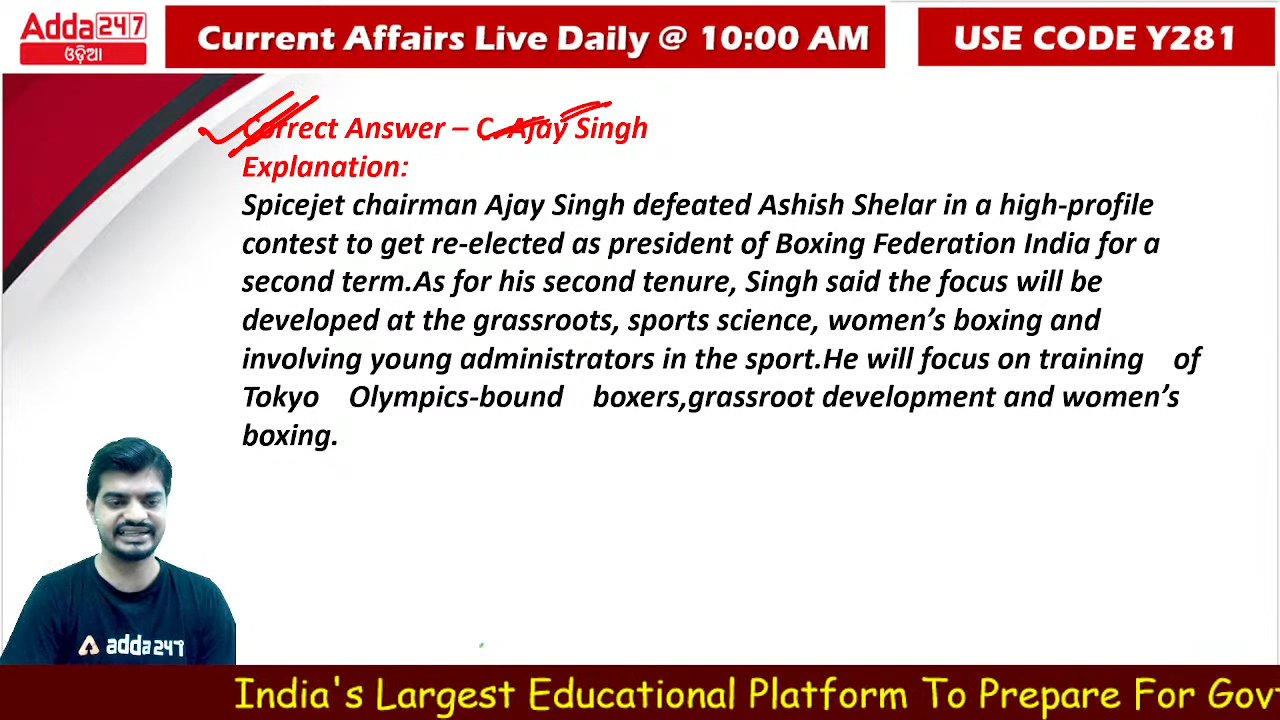 Adda247
ଓଡ଼ିଆ
Current Affairs Live Daily @ 10:00 AM
USE CODE Y281
Correct Answer – C. Ajay Singh
Explanation:
Spicejet chairman Ajay Singh defeated Ashish Shelar in a high-profile
contest to get re-elected as president of Boxing Federation India for a
second term.As for his second tenure, Singh said the focus will be
developed at the grassroots, sports science, women’s boxing and
involving young administrators in the sport.He will focus on training of
Tokyo Olympics-bound boxers,grassroot development and women’s
boxing.
adda247
India's Largest Educational Platform To Prepare For Gov